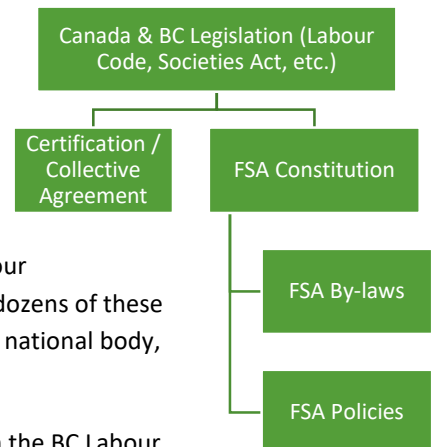 Canada & BC Legislation (Labour
Code, Societies Act, etc.)
Certification /
Collective
Agreement
FSA Constitution
our
dozens of these
FSA By-laws
national body,
FSA Policies
the BC Labour